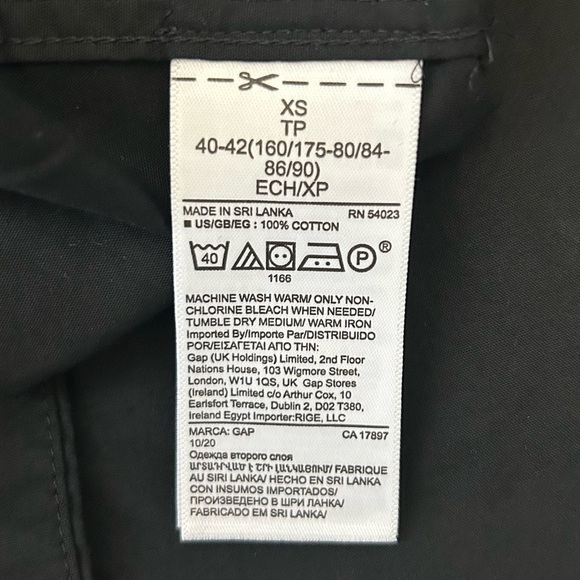 XS
TP
40-42(160/175-80/84-
86/90)
ECH/XP
MADE IN SRI LANKA RN 54023
US/GB/EG : 100% COTTON
40 P ®
1166
MACHINE WASH WARM/ ONLY NON-
CHLORINE BLEACH WHEN NEEDED/
TUMBLE DRY MEDIUM/ WARM IRON
Imported By/Importe Par/DISTRIBUIDO
POR/ΕΙΣΑΓΕΤΑΙ ΑΠΟ ΤΗΝ:
Gap (UK Holdings) Limited, 2nd Floor
Nations House, 103 Wigmore Street,
London, W1U 1QS, UK Gap Stores
(Ireland) Limited c/o Arthur Cox, 10
Earlsfort Terrace, Dublin 2, D02 T380,
Ireland Egypt Importer:RIGE, LLC
MARCA: GAP CA 17897
10/20
Одежда второго слоя
ԱՐՏԱԴՐՎԱԾ Է ՇՐԻ ԼԱՆԿԱՅՈՒՄ/ FABRIQUE
AU SIRI LANKA/ HECHO EN SRI LANKA
CON INSUMOS IMPORTADOS/
ПРОИЗВЕДЕНО В ШРИ ЛАНКА/
FABRICADO EM SRI LANKA/